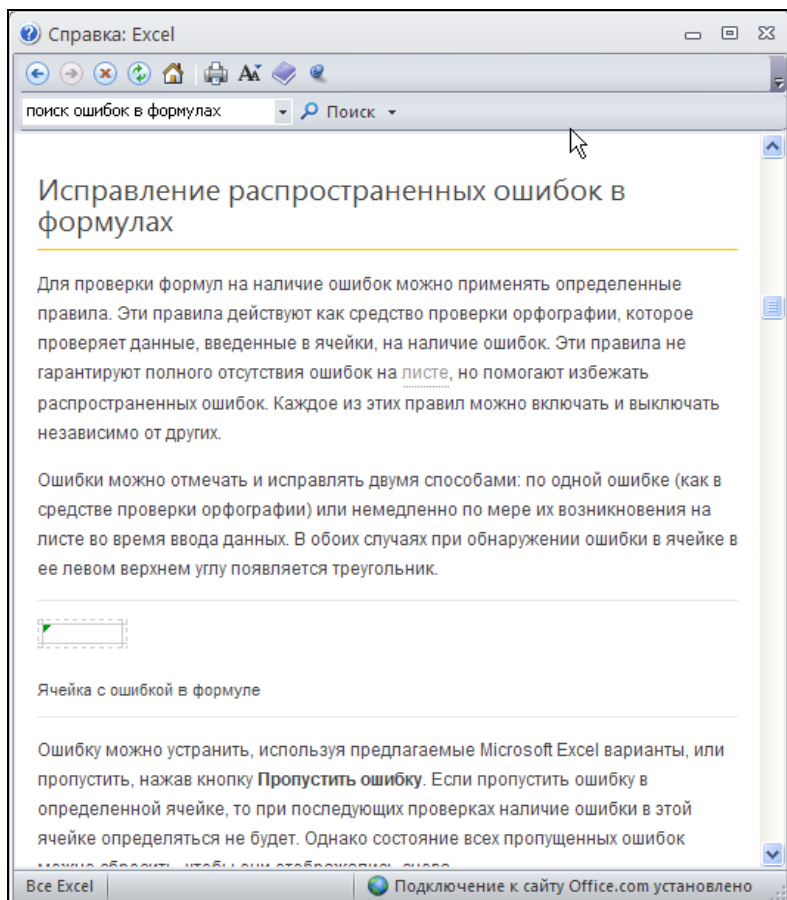 Справка: Excel
поиск ошибок в формулах
Поиск
Исправление распространенных ошибок в
формулах
Для проверки формул на наличие ошибок можно применять определенные
правила. Эти правила действуют как средство проверки орфографии, которое
проверяет данные, введенные в ячейки, на наличие ошибок. Эти правила не
гарантируют полного отсутствия ошибок на листе, но помогают избежать
распространенных ошибок. Каждое из этих правил можно включать и выключать
независимо от других.
Ошибки можно отмечать и исправлять двумя способами: по одной ошибке (как в
средстве проверки орфографии) или немедленно по мере их возникновения на
листе во время ввода данных. В обоих случаях при обнаружении ошибки в ячейке в
ее левом верхнем углу появляется треугольник.
Ячейка с ошибкой в формуле
Ошибку можно устранить, используя предлагаемые Microsoft Excel варианты, или
пропустить, нажав кнопку Пропустить ошибку. Если пропустить ошибку в
определенной ячейке, то при последующих проверках наличие ошибки в этой
ячейке определяться не будет. Однако состояние всех пропущенных ошибок
можно сбросить, чтобы они отображались снова.
Все Excel
Подключение к сайту Office.com установлено